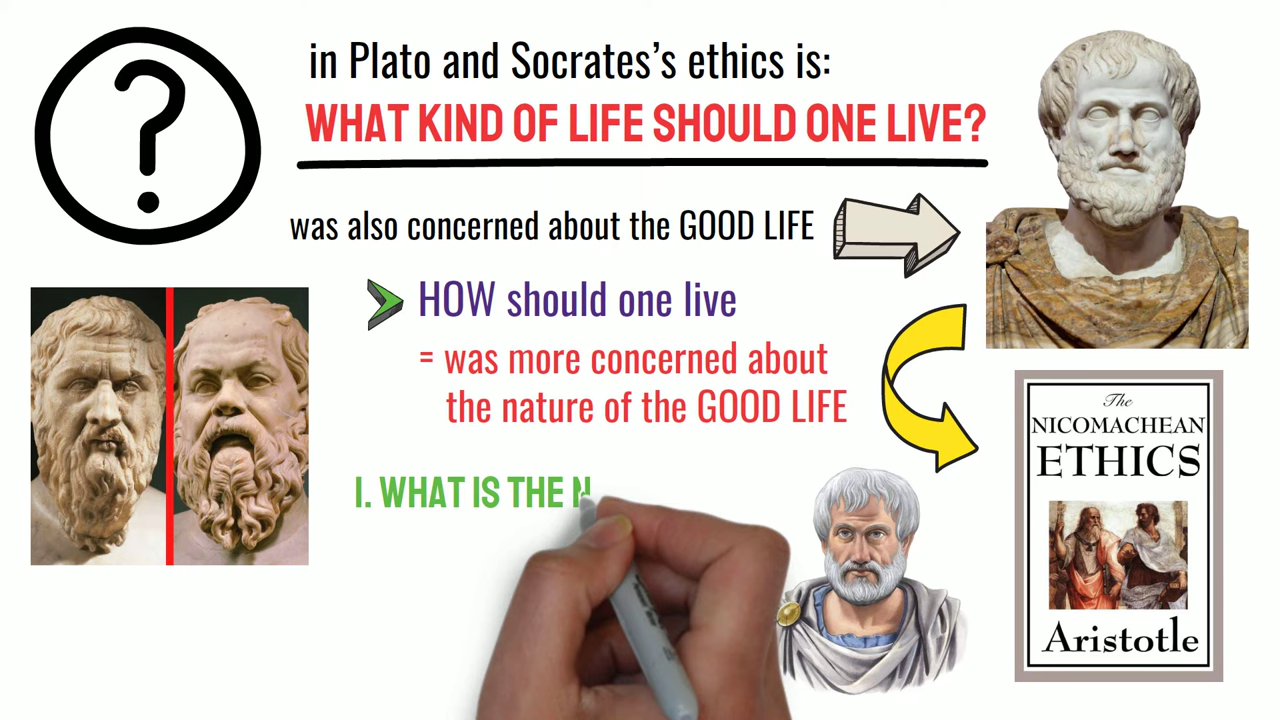 in Plato and Socrates’s ethics is:
WHAT KIND OF LIFE SHOULD ONE LIVE?
was also concerned about the GOOD LIFE
HOW should one live
= was more concerned about
the nature of the GOOD LIFE
I. WHAT IS THE N
The
NICOMACHEAN
ETHICS
Aristotle